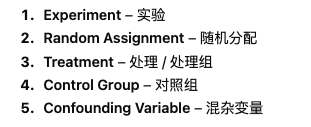 1. Experiment – 实验
2. Random Assignment – 随机分配
3. Treatment – 处理 / 处理组
4. Control Group – 对照组
5. Confounding Variable – 混杂变量